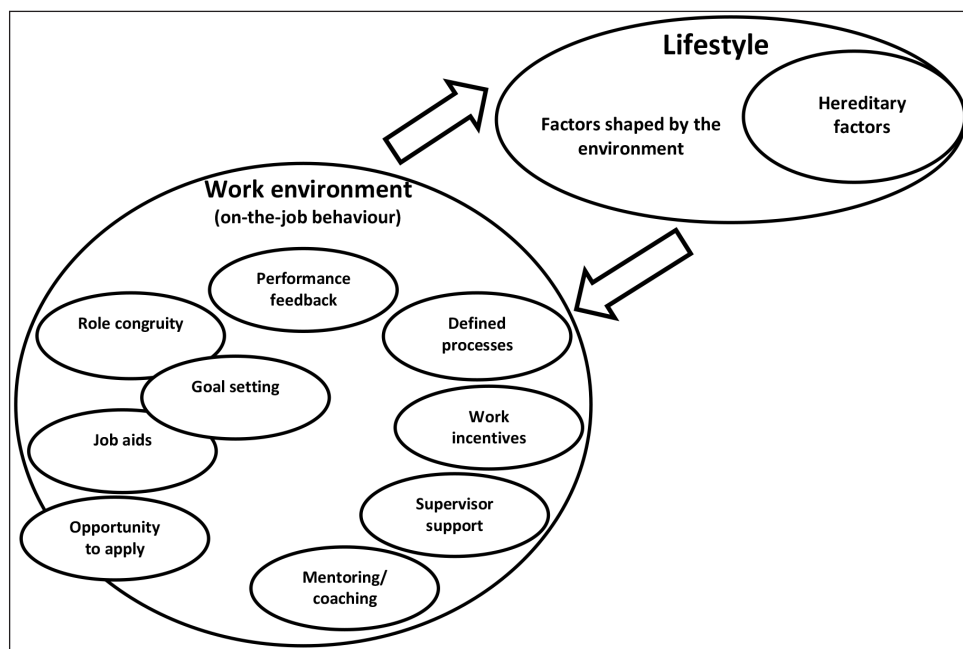 Lifestyle
Hereditary
factors
Factors shaped by the
environment
Work environment
(on-the-job behaviour)
Performance
feedback
Role congruity
Defined
processes
Goal setting
Work
incentives
Job aids
Supervisor
support
Opportunity
to apply
Mentoring/
coaching